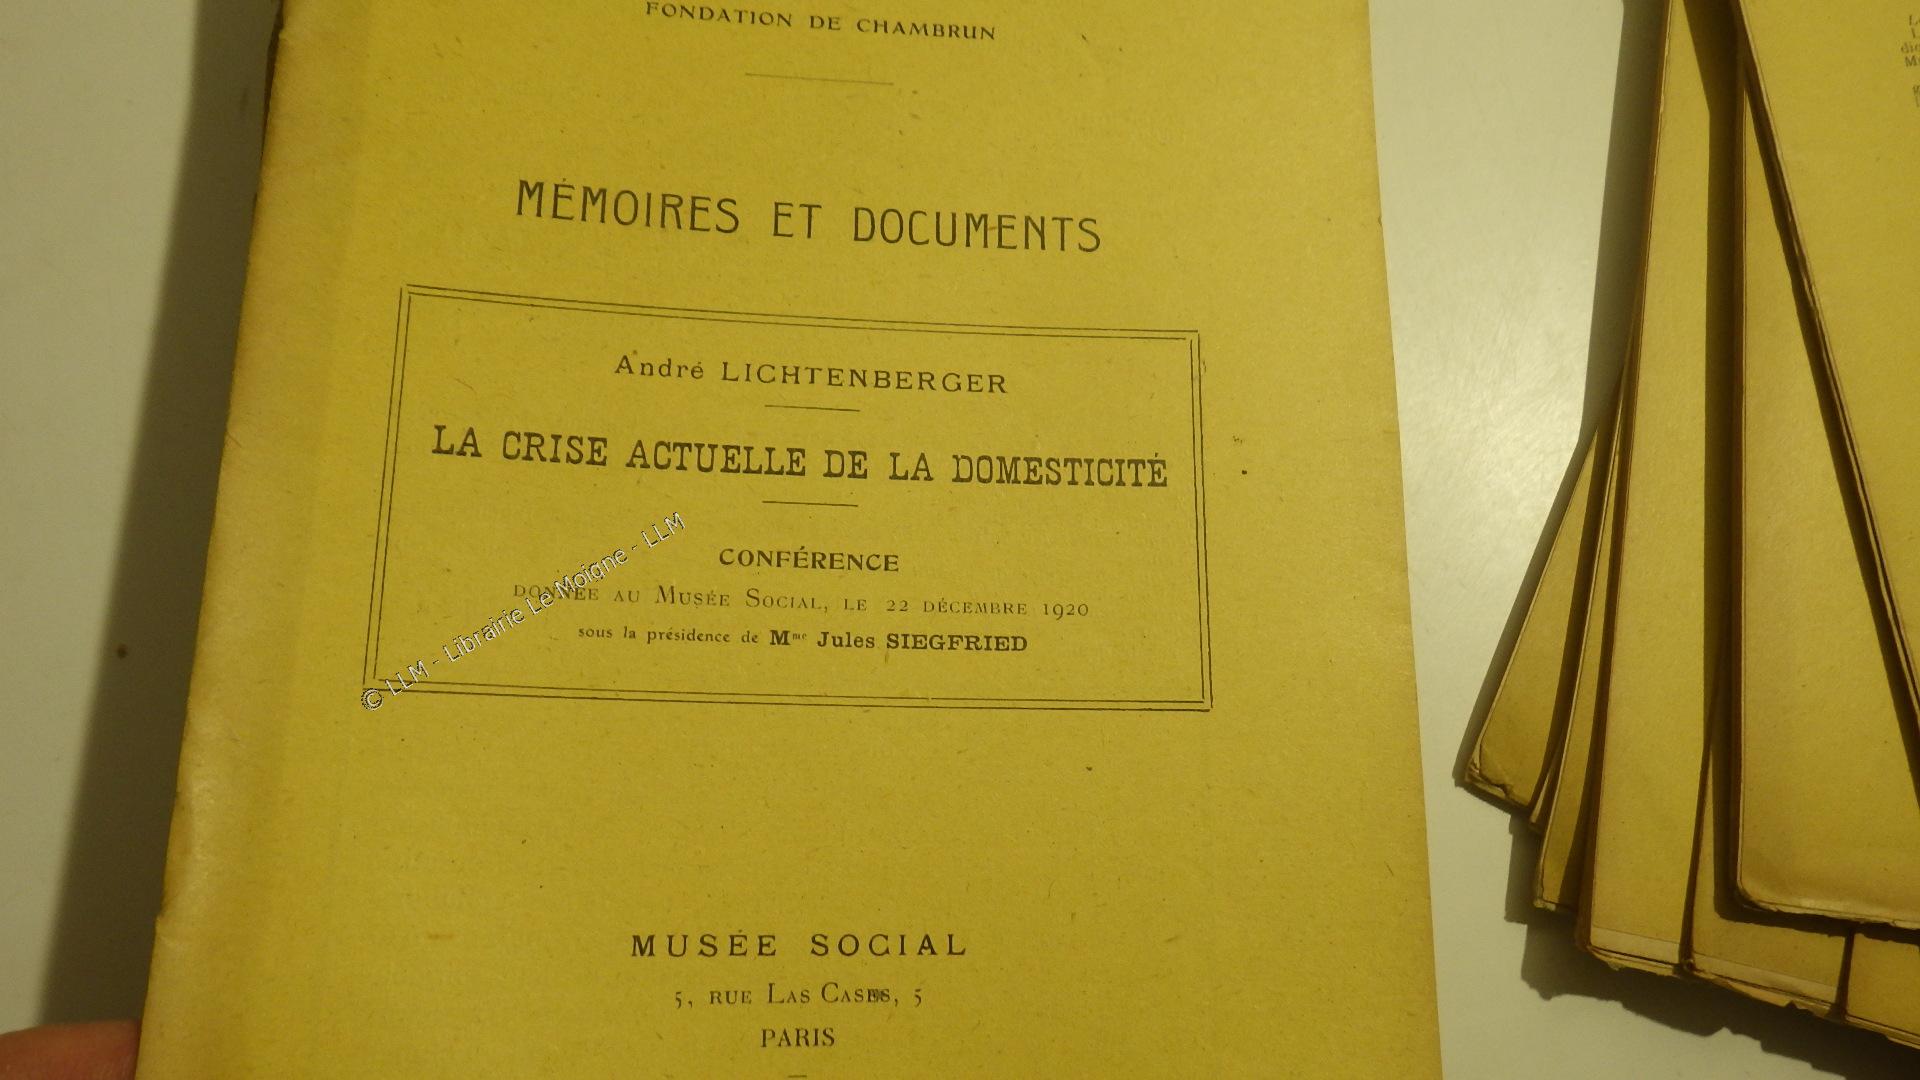 FONDATION DE CHAMBRUN
MÉMOIRES ET DOCUMENTS
André LICHTENBERGER
LA CRISE ACTUELLE DE LA DOMESTICITÉ
CONFÉRENCE
DONNÉE AU MUSÉE SOCIAL, LE 22 DÉCEMBRE 1920
sous la présidence de Mme Jules SIEGFRIED
© LLM - Librairie Le Moigne - LLM
MUSÉE SOCIAL
5, RUE LAS CASES, 5
PARIS